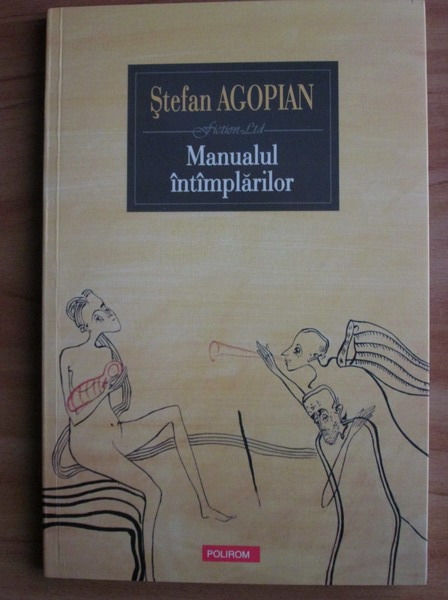 Ştefan AGOPIAN
Fiction Ltd
Manualul
întîmplărilor
POLIROM